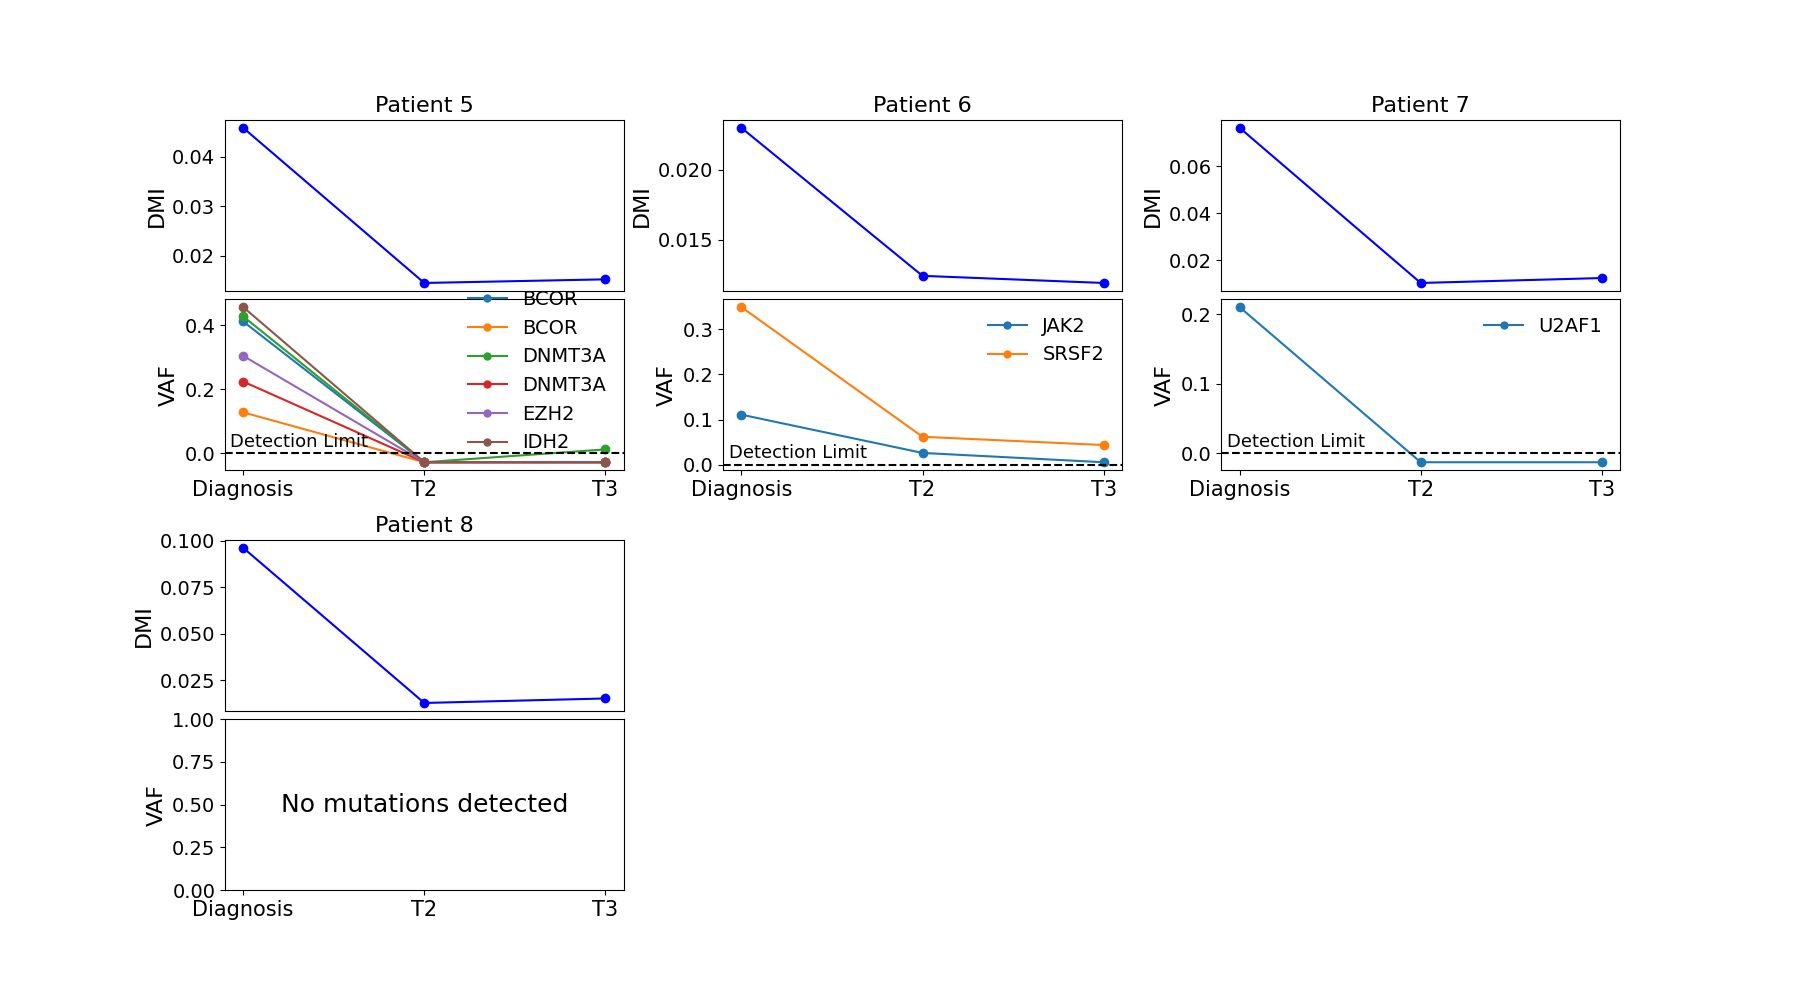 Patient 5
0.04
0.03
0.02
DMI
BCOR
BCOR
DNMT3A
DNMT3A
EZH2
IDH2
0.4
0.2
0.0
VAF
Detection Limit
Diagnosis T2 T3
Patient 6
0.020
0.015
DMI
JAK2
SRSF2
0.3
0.2
0.1
0.0
VAF
Detection Limit
Diagnosis T2 T3
Patient 7
0.06
0.04
0.02
DMI
U2AF1
0.2
0.1
0.0
VAF
Detection Limit
Diagnosis T2 T3
Patient 8
0.100
0.075
0.050
0.025
DMI
1.00
0.75
0.50
0.25
0.00
VAF
No mutations detected
Diagnosis T2 T3